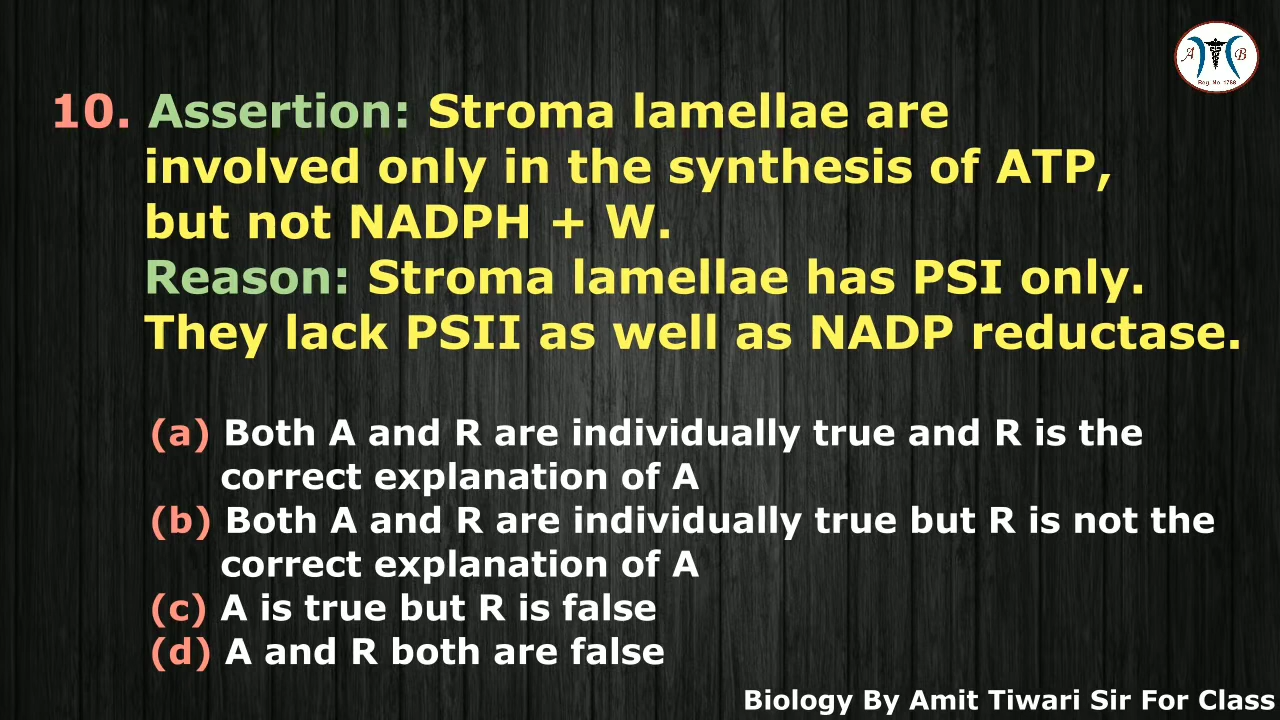 A B
Reg No 1768
10. Assertion: Stroma lamellae are
involved only in the synthesis of ATP,
but not NADPH + W.
Reason: Stroma lamellae has PSI only.
They lack PSII as well as NADP reductase.
(a) Both A and R are individually true and R is the
correct explanation of A
(b) Both A and R are individually true but R is not the
correct explanation of A
(c) A is true but R is false
(d) A and R both are false
Biology By Amit Tiwari Sir For Class